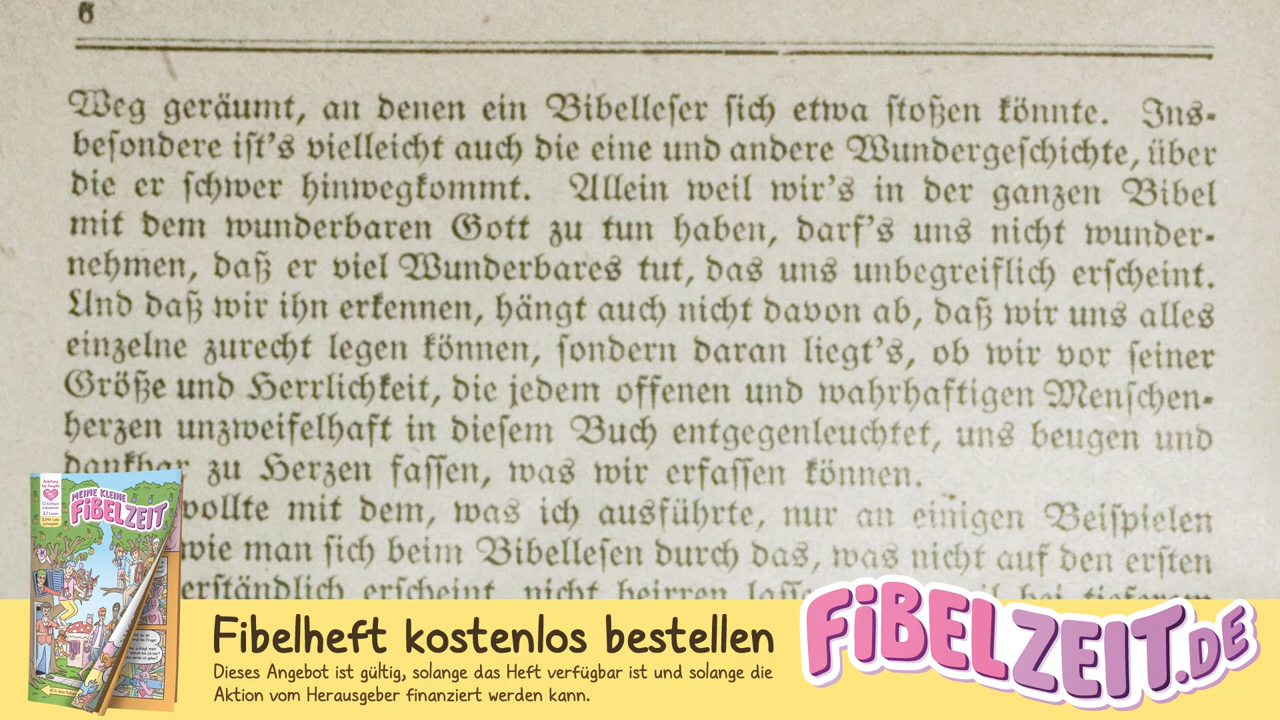 6
Weg geräumt, an denen ein Bibelleser sich etwa stoßen könnte. Ins-
besondere ist's vielleicht auch die eine und andere Wundergeschichte, über
die er schwer hinwegkommt. Allein weil wir's in der ganzen Bibel
mit dem wunderbaren Gott zu tun haben, darf's uns nicht wunder-
nehmen, daß er viel Wunderbares tut, das uns unbegreiflich erscheint.
Und daß wir ihn erkennen, hängt auch nicht davon ab, daß wir uns alles
einzelne zurecht legen können, sondern daran liegt's, ob wir vor seiner
Größe und Herrlichkeit, die jedem offenen und wahrhaftigen Menschen-
herzen unzweifelhaft in diesem Buch entgegenleuchtet, uns beugen und
dankbar zu Herzen fassen, was wir erfassen können.
wollte mit dem, was ich ausführte, nur an einigen Beispielen
wie man sich beim Bibellesen durch das, was nicht auf den ersten
erständlich erscheint, nicht beirren
MEINE KLEINE
FiBELZEIT
Fibelheft kostenlos bestellen
Dieses Angebot ist gültig, solange das Heft verfügbar ist und solange die
Aktion vom Herausgeber finanziert werden kann.
FiBELZEIT.DE